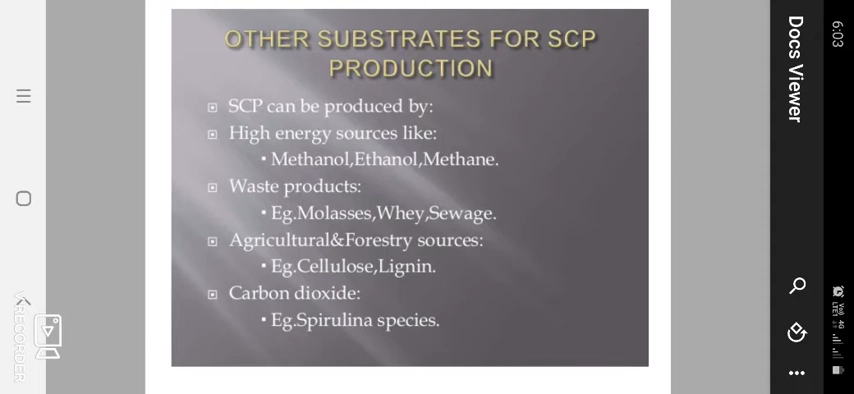 OTHER SUBSTRATES FOR SCP
PRODUCTION
SCP can be produced by:
High energy sources like:
Methanol,Ethanol,Methane.
Waste products:
Eg.Molasses,Whey,Sewage.
Agricultural&Forestry sources:
Eg.Cellulose,Lignin.
Carbon dioxide:
Eg.Spirulina species.
Docs Viewer
6:03
VRECORDER